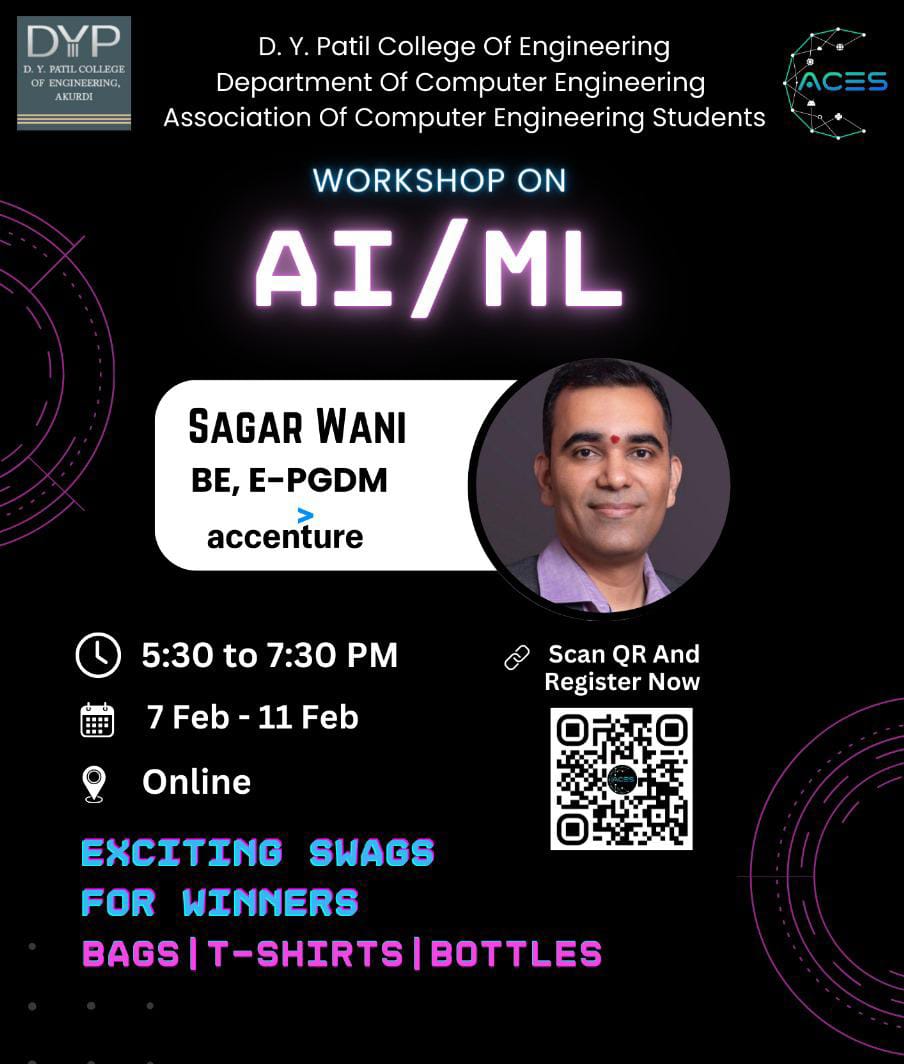 DYP
D. Y. PATIL COLLEGE
OF ENGINEERING,
AKURDI
D. Y. Patil College Of Engineering
Department Of Computer Engineering
Association Of Computer Engineering Students
ACES
WORKSHOP ON
AI/ML
SAGAR WANI
BE, E-PGDM
>
accenture
5:30 to 7:30 PM
7 Feb - 11 Feb
Online
Scan QR And
Register Now
ACES
EXCITING SWAGS
FOR WINNERS
BAGS|T-SHIRTS|BOTTLES